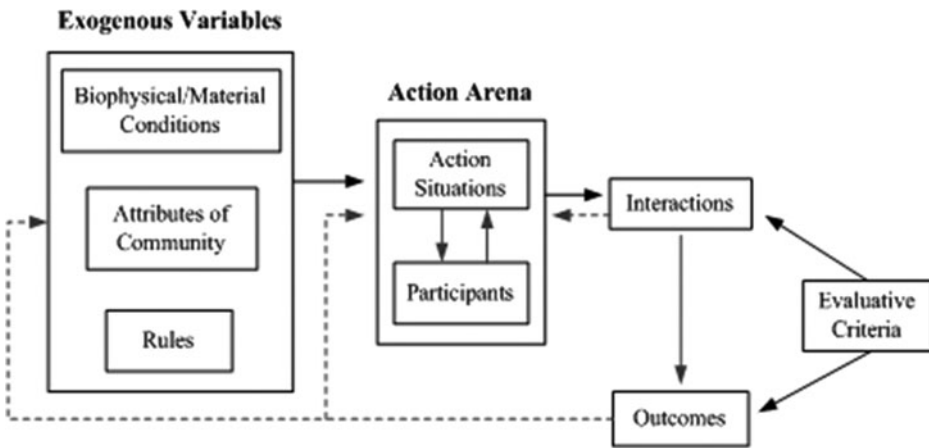 Exogenous Variables
Biophysical/Material
Conditions
Attributes of
Community
Rules
Action Arena
Action
Situations
Participants
Interactions
Outcomes
Evaluative
Criteria